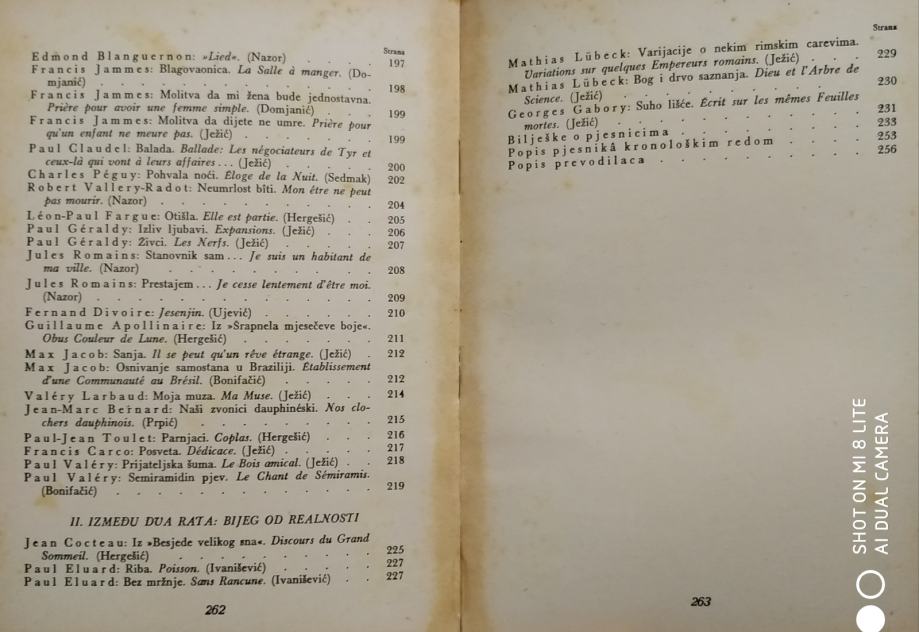 Strana
Edmond Blanguernon: »Lied«. (Nazor) . . . . . 197
Francis Jammes: Blagovaonica. La Salle à manger. (Do-
mjanić) . . . . . . . . . . 198
Francis Jammes: Molitva da mi žena bude jednostavna.
Prière pour avoir une femme simple. (Domjanić) . . 199
Francis Jammes: Molitva da dijete ne umre. Prière pour
qu'un enfant ne meure pas. (Ježić) . . . . . 199
Paul Claudel: Balada. Ballade: Les négociateurs de Tyr et
ceux-là qui vont à leurs affaires ... (Ježić) . . . 200
Charles Péguy: Pohvala noći. Éloge de la Nuit. (Sedmak) 202
Robert Vallery-Radot: Neumrlost bîti. Mon être ne peut
pas mourir. (Nazor) . . . . . . . . 204
Léon-Paul Fargue: Otišla. Elle est partie. (Hergešić) . . 205
Paul Géraldy: Izliv ljubavi. Expansions. (Ježić) . . 206
Paul Géraldy: Živci. Les Nerfs. (Ježić) . . . . 207
Jules Romains: Stanovnik sam ... Je suis un habitant de
ma ville. (Nazor) . . . . . . . . 208
Jules Romains: Prestajem ... Je cesse lentement d'être moi.
(Nazor) . . . . . . . . . . 209
Fernand Divoire: Jesenjin. (Ujević) . . . . . 210
Guillaume Apollinaire: Iz »Šrapnela mjesečeve boje«.
Obus Couleur de Lune. (Hergešić) . . . . . 211
Max Jacob: Sanja. Il se peut qu'un rêve étrange. (Ježić) . 212
Max Jacob: Osnivanje samostana u Braziliji. Établissement
d'une Communauté au Brésil. (Bonifačić) . . . . 212
Valéry Larbaud: Moja muza. Ma Muse. (Ježić) . . 214
Jean-Marc Bernard: Naši zvonici dauphinéski. Nos clo-
chers dauphinois. (Prpić) . . . . . . . 215
Paul-Jean Toulet: Parnjaci. Coplas. (Hergešić) . . . 216
Francis Carco: Posveta. Dédicace. (Ježić) . . . . 217
Paul Valéry: Prijateljska šuma. Le Bois amical. (Ježić) . . 218
Paul Valéry: Semiramidin pjev. Le Chant de Sémiramis.
(Bonifačić) . . . . . . . . . . 219
II. IZMEĐU DUA RATA: BIJEG OD REALNOSTI
Jean Cocteau: Iz »Besjede velikog sna«. Discours du Grand
Sommeil. (Hergešić) . . . . . . . . 225
Paul Eluard: Riba. Poisson. (Ivanišević) . . . . 227
Paul Eluard: Bez mržnje. Sans Rancune. (Ivanišević) . . 227
262
Strana
Mathias Lübeck: Varijacije o nekim rimskim carevima.
Variations sur quelques Empereurs romains. (Ježić) . . 229
Mathias Lübeck: Bog i drvo saznanja. Dieu et l'Arbre de
Science. (Ježić) . . . . . . . . 230
Georges Gabory: Suho lišće. Écrit sur les mêmes Feuilles
mortes. (Ježić) . . . . . . . . 231
Bilješke o pjesnicima . . . . . . . 233
Popis pjesnikâ kronološkim redom . . . . 253
Popis prevodilaca . . . . . . . . 256
263
SHOT ON MI 8 LITE
AI DUAL CAMERA